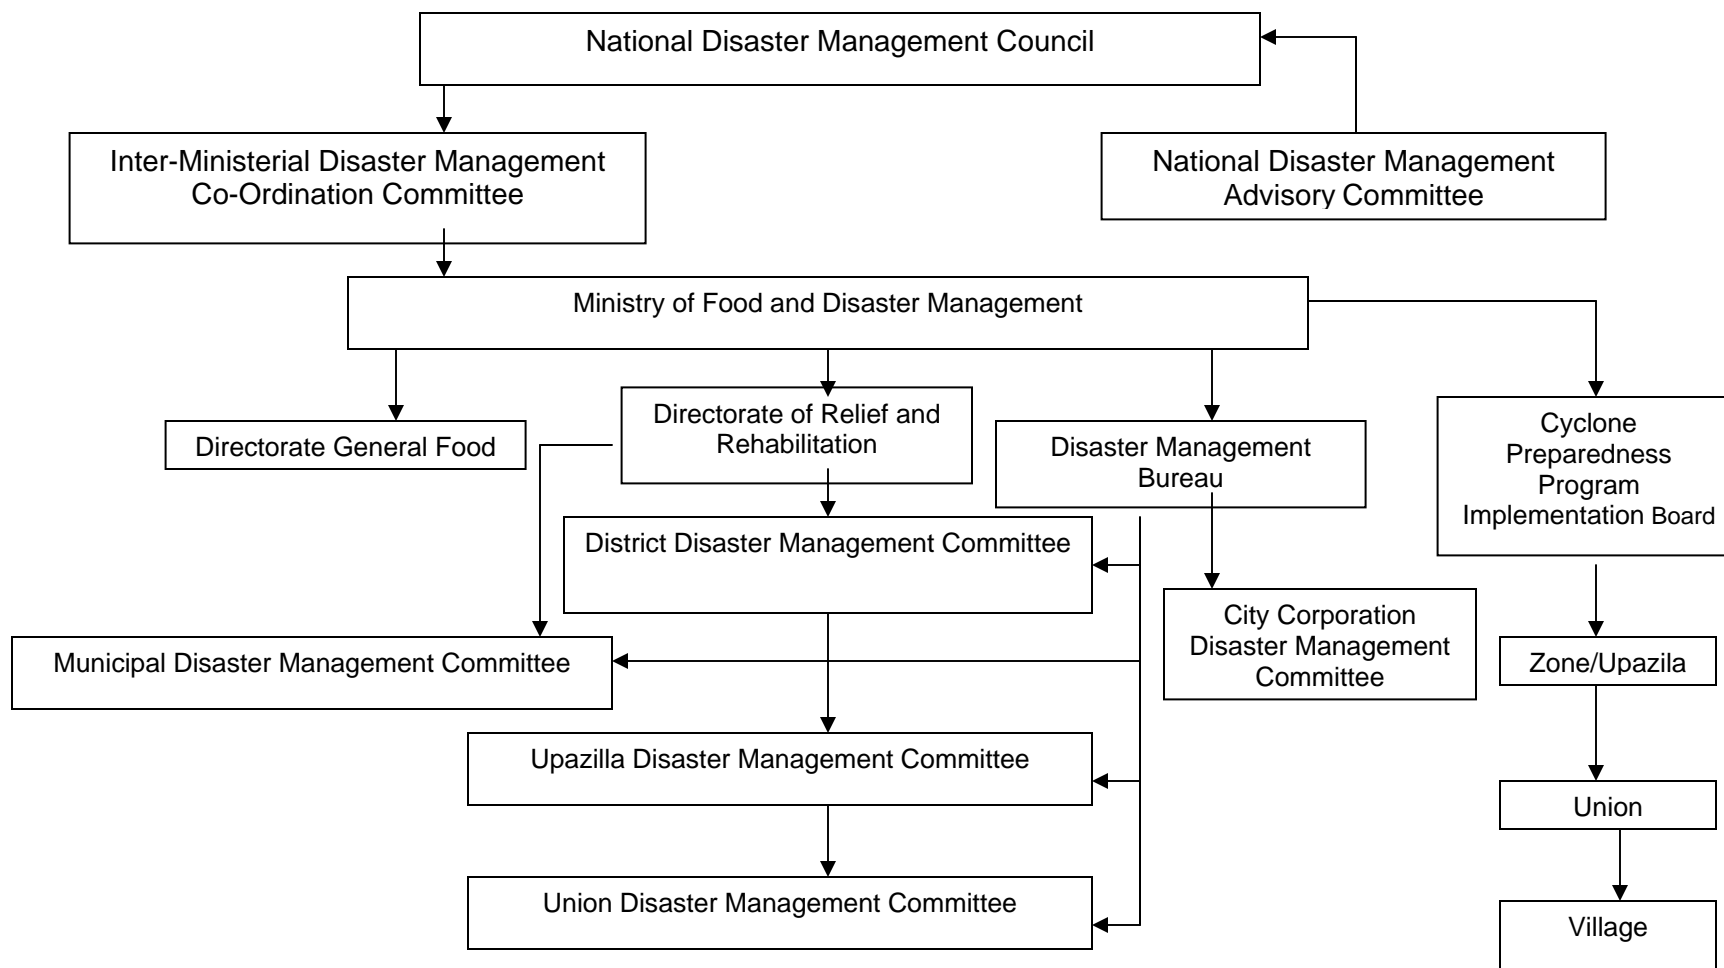 National Disaster Management Council
Inter-Ministerial Disaster Management
Co-Ordination Committee
National Disaster Management
Advisory Committee
Ministry of Food and Disaster Management
Directorate General Food
Directorate of Relief and
Rehabilitation
Disaster Management
Bureau
Cyclone
Preparedness
Program
Implementation Board
District Disaster Management Committee
City Corporation
Disaster Management
Committee
Municipal Disaster Management Committee
Zone/Upazila
Upazilla Disaster Management Committee
Union
Union Disaster Management Committee
Village